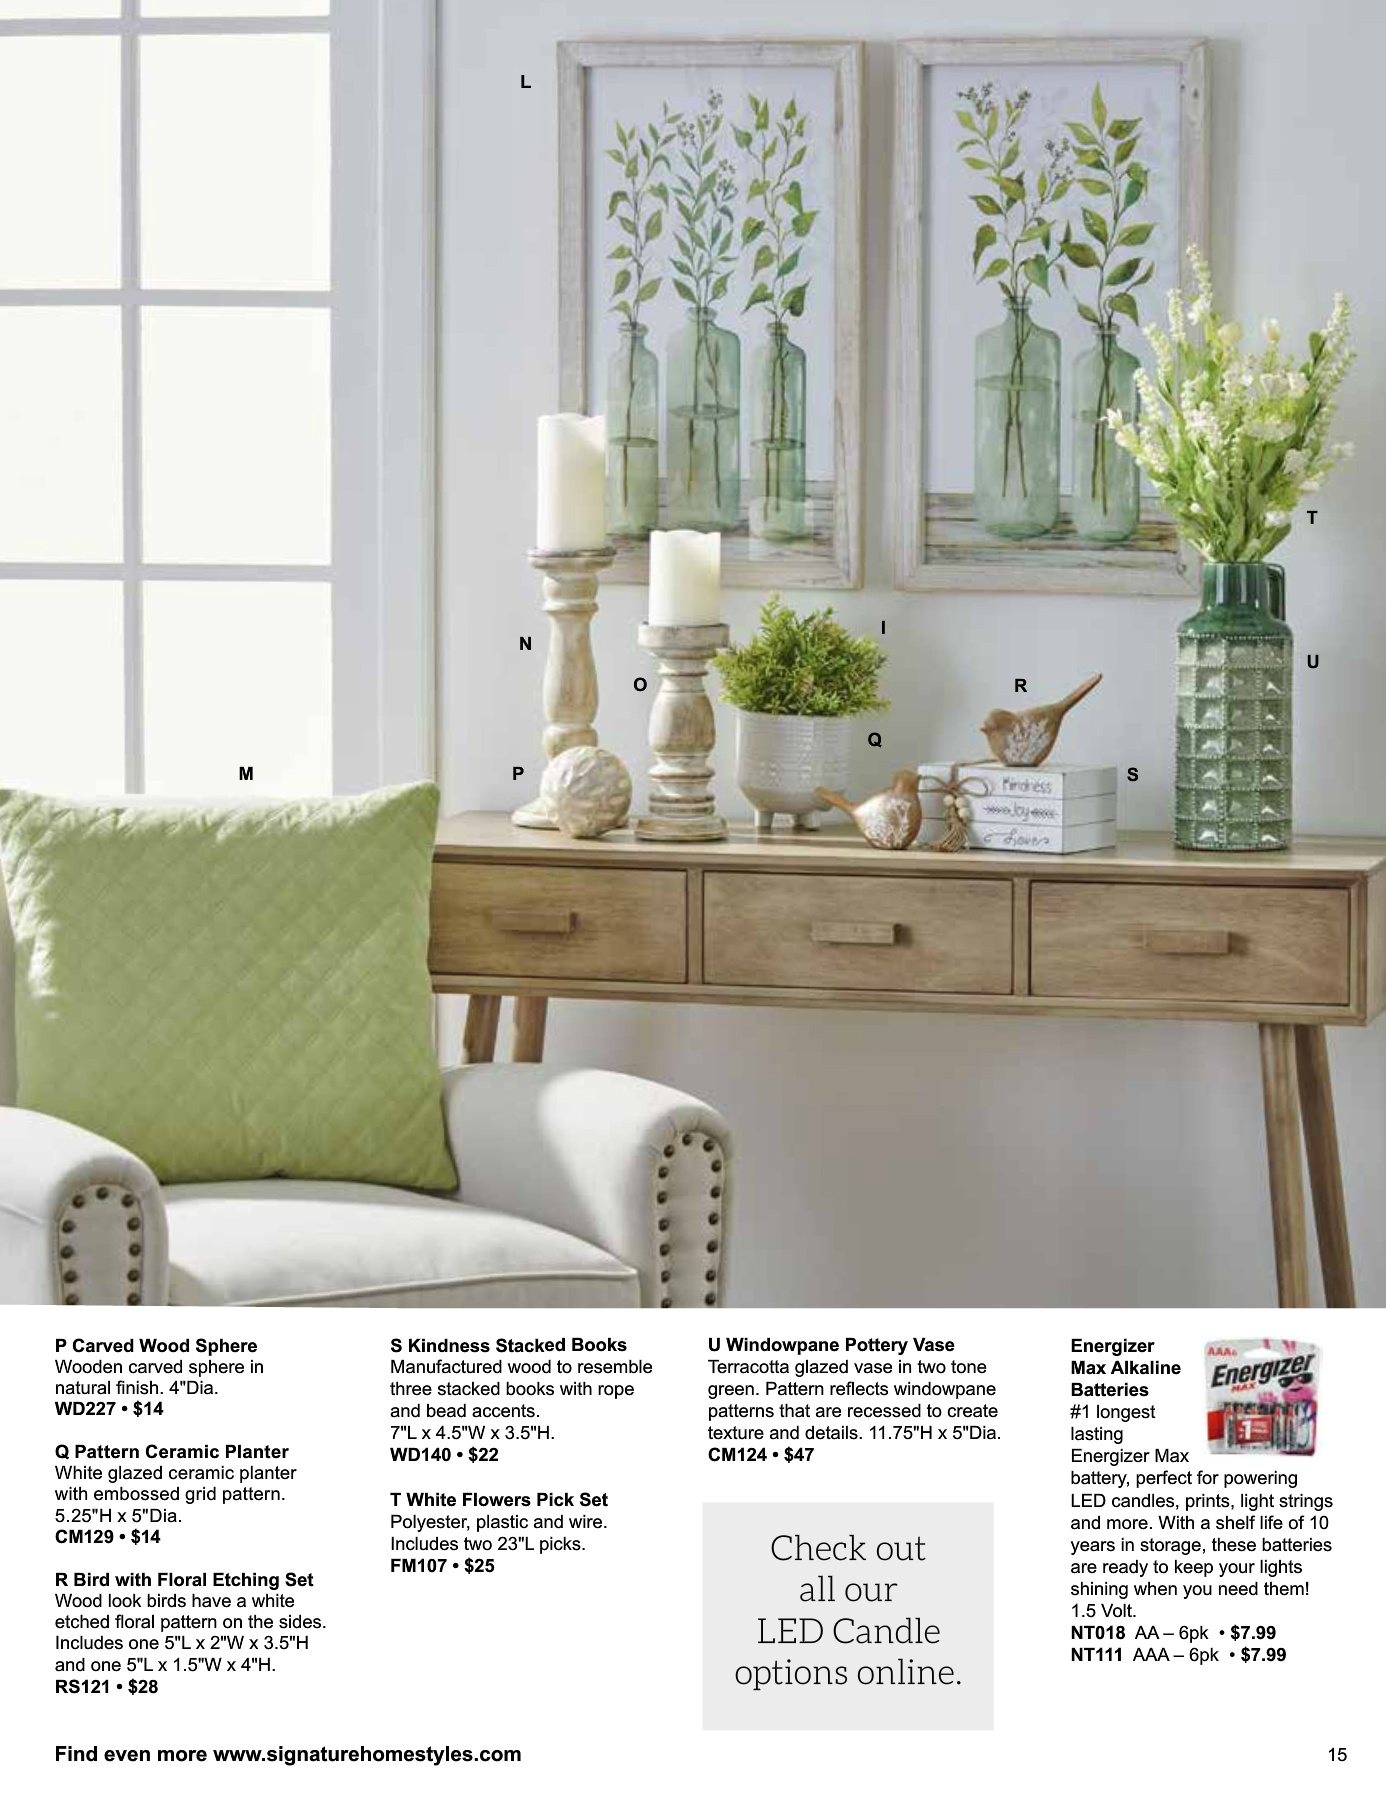 L
T
N
I
U
O
R
Q
M
P
S
Kindness
Joy
Love
P Carved Wood Sphere
Wooden carved sphere in
natural finish. 4"Dia.
WD227 • $14
Q Pattern Ceramic Planter
White glazed ceramic planter
with embossed grid pattern.
5.25"H x 5"Dia.
CM129 • $14
R Bird with Floral Etching Set
Wood look birds have a white
etched floral pattern on the sides.
Includes one 5"L x 2"W x 3.5"H
and one 5"L x 1.5"W x 4"H.
RS121 • $28
S Kindness Stacked Books
Manufactured wood to resemble
three stacked books with rope
and bead accents.
7"L x 4.5"W x 3.5"H.
WD140 • $22
T White Flowers Pick Set
Polyester, plastic and wire.
Includes two 23"L picks.
FM107 • $25
U Windowpane Pottery Vase
Terracotta glazed vase in two tone
green. Pattern reflects windowpane
patterns that are recessed to create
texture and details. 11.75"H x 5"Dia.
CM124 • $47
Check out
all our
LED Candle
options online.
Energizer
Max Alkaline
Batteries
#1 longest
lasting
Energizer Max
battery, perfect for powering
LED candles, prints, light strings
and more. With a shelf life of 10
years in storage, these batteries
are ready to keep your lights
shining when you need them!
1.5 Volt.
NT018 AA – 6pk • $7.99
NT111 AAA – 6pk • $7.99
AAA6
Energizer
MAX
#1
Find even more www.signaturehomestyles.com
15